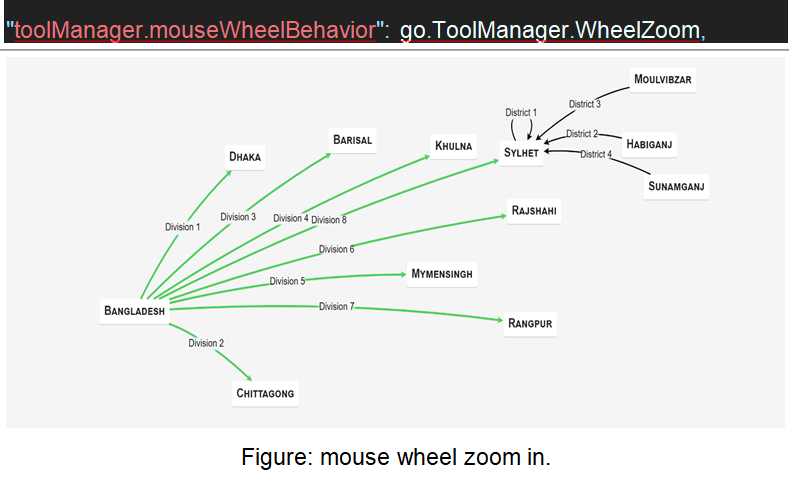 "toolManager.mouseWheelBehavior": go.ToolManager.WheelZoom,
MOULVIBZAR
District 3
District 1
District 2
HABIGANJ
BARISAL
KHULNA
SYLHET
District 4
DHAKA
SUNAMGANJ
RAJSHAHI
Division 3
Division 4
Division 8
Division 1
Division 6
MYMENSINGH
Division 5
Division 7
BANGLADESH
RANGPUR
Division 2
CHITTAGONG
Figure: mouse wheel zoom in.